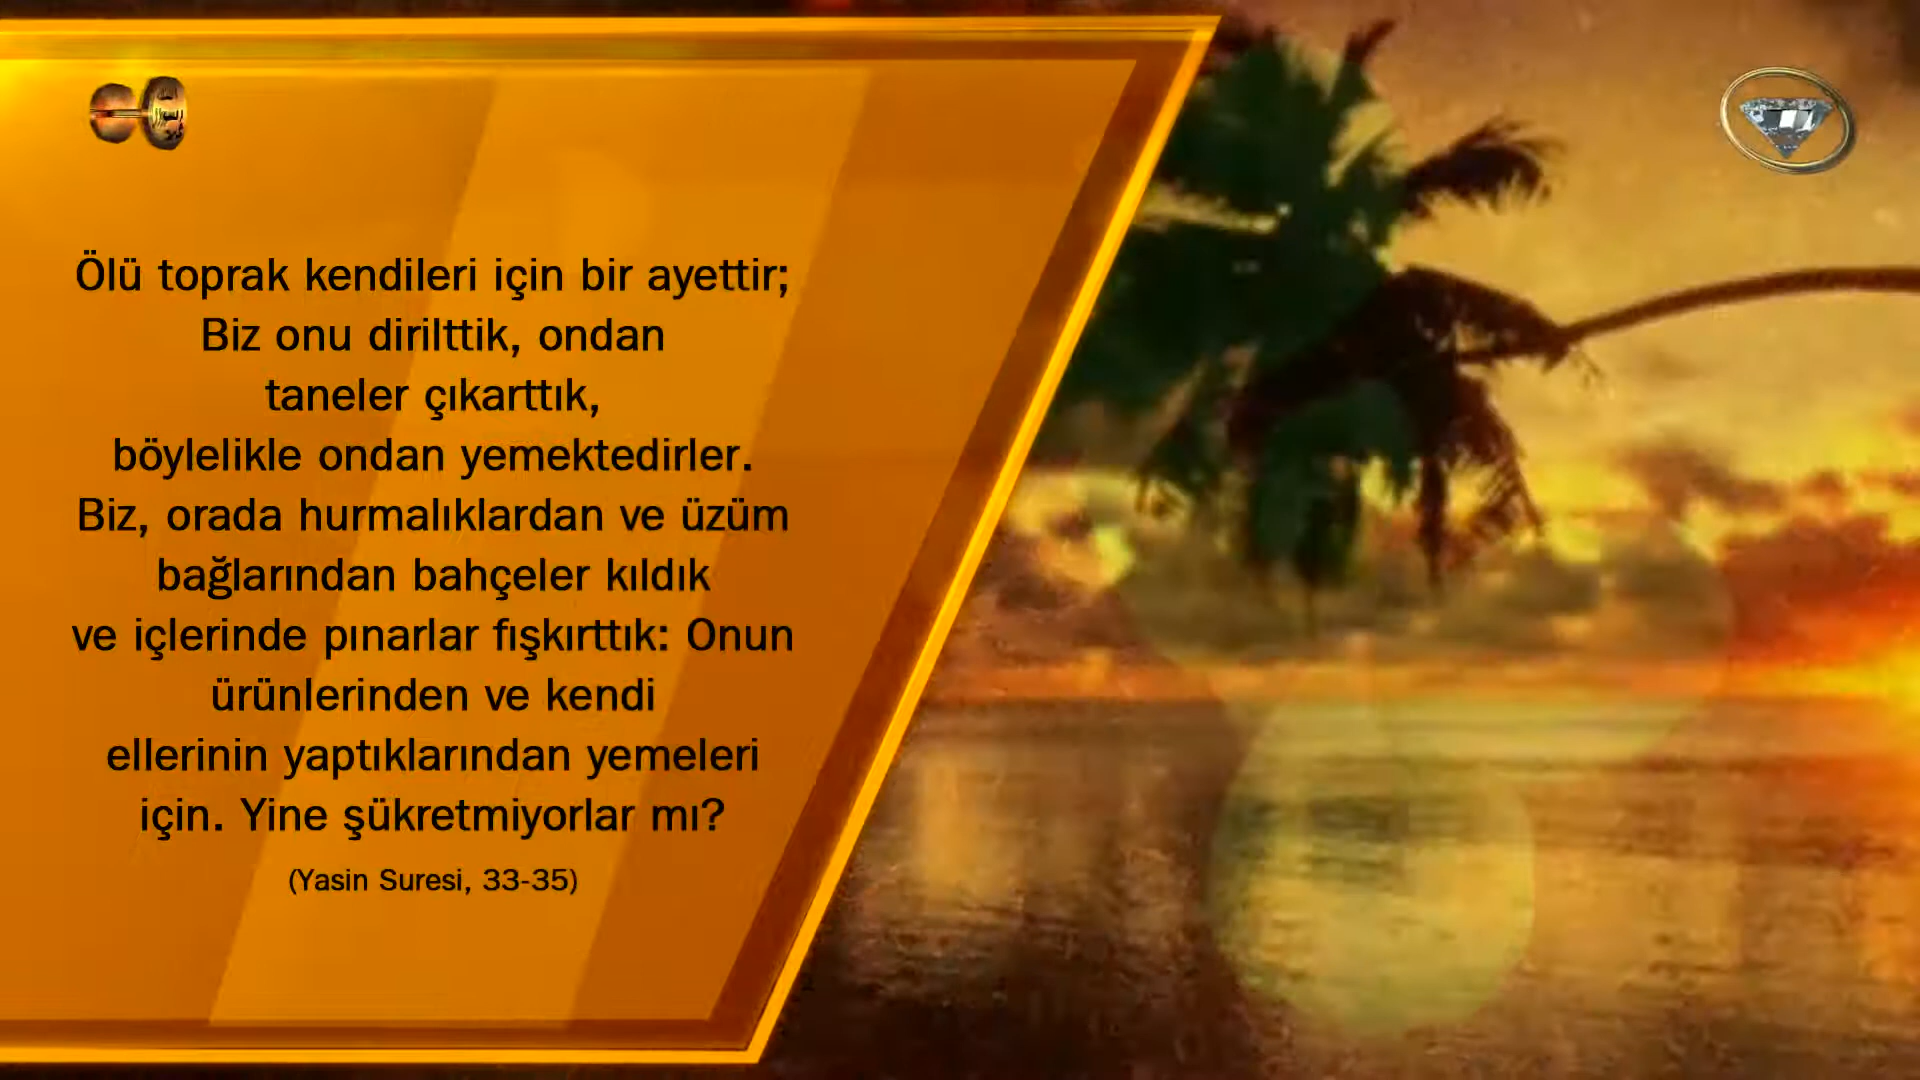 Ölü toprak kendileri için bir ayettir;
Biz onu dirilttik, ondan
taneler çıkarttık,
böylelikle ondan yemektedirler.
Biz, orada hurmalıklardan ve üzüm
bağlarından bahçeler kıldık
ve içlerinde pınarlar fışkırttık: Onun
ürünlerinden ve kendi
ellerinin yaptıklarından yemeleri
için. Yine şükretmiyorlar mı?
(Yasin Suresi, 33-35)